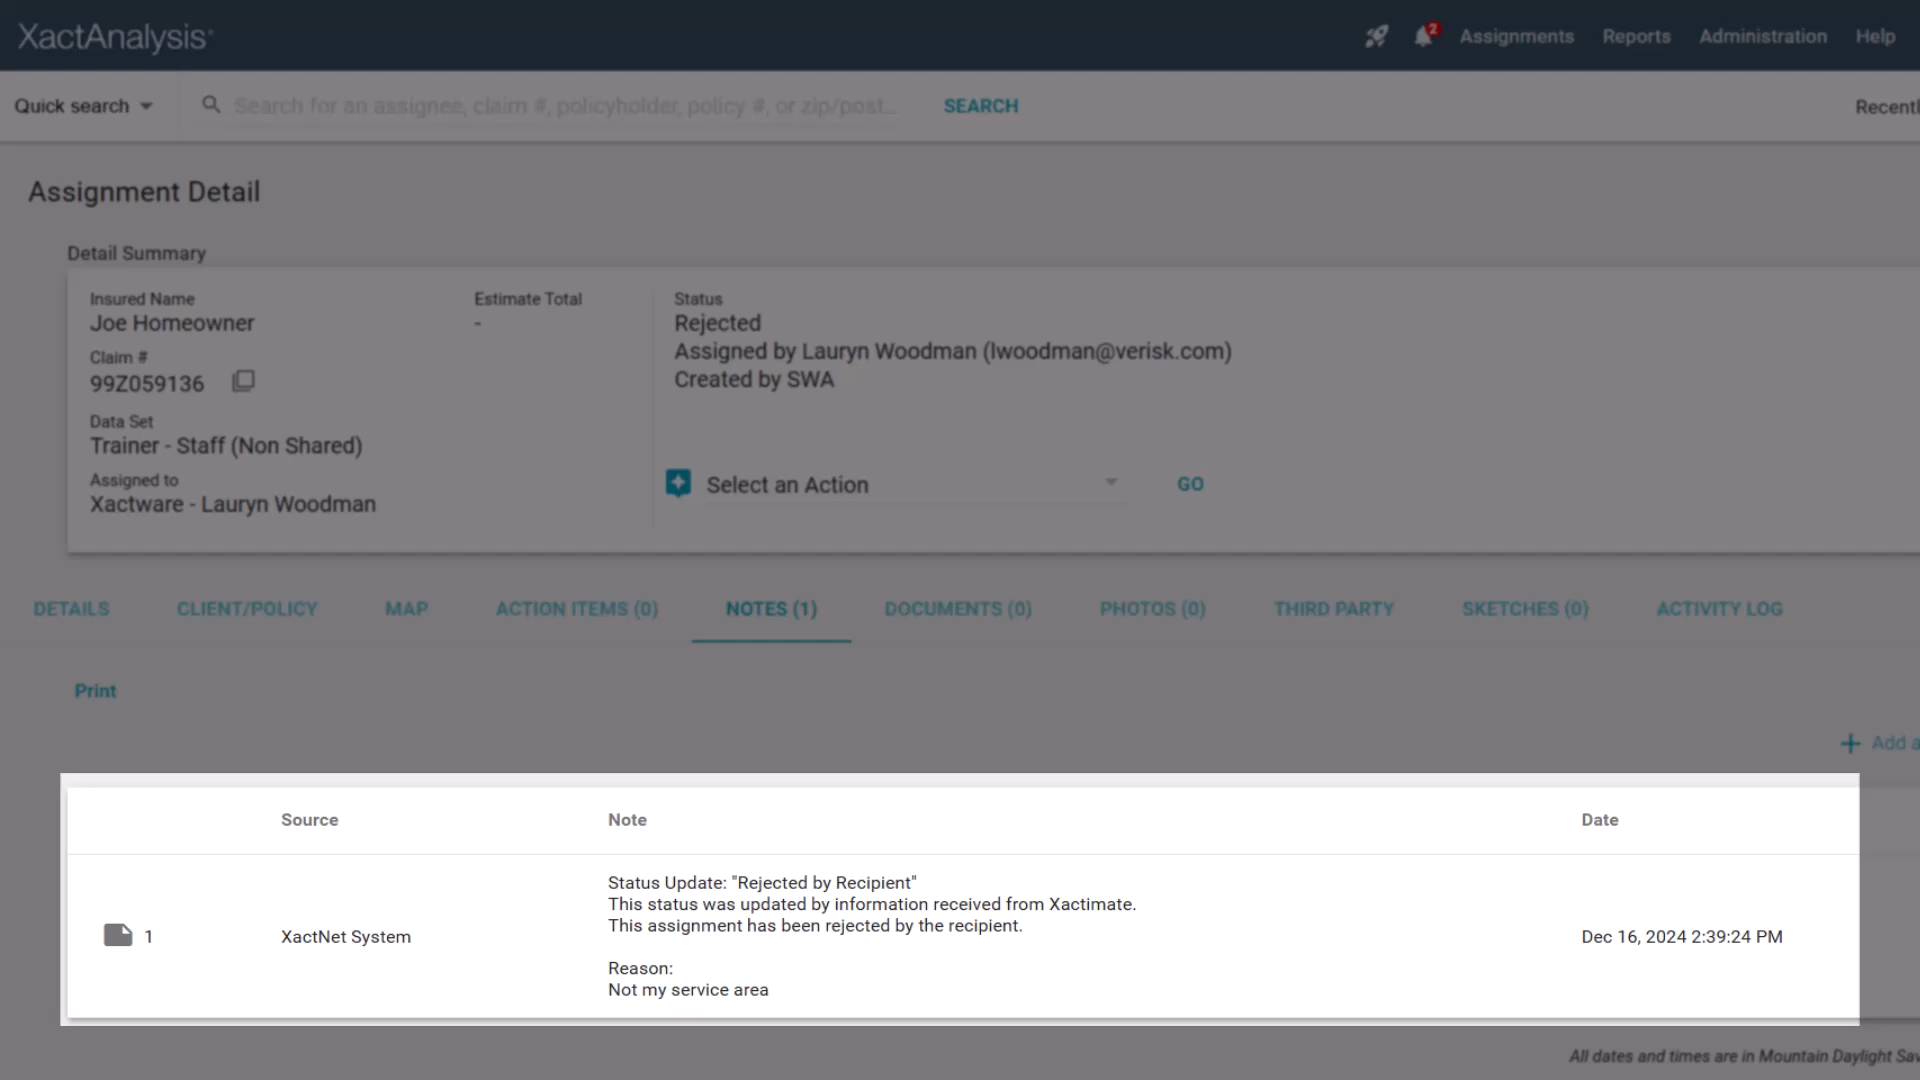 XactAnalysis
2
Assignments
Reports
Administration
Help
Quick search
Search for an assignee, claim #, policyholder, policy #, or zip/post...
SEARCH
Assignment Detail
Detail Summary
Insured Name
Joe Homeowner
Claim #
99Z059136
Data Set
Trainer - Staff (Non Shared)
Assigned to
Xactware - Lauryn Woodman
Estimate Total
-
Status
Rejected
Assigned by Lauryn Woodman (lwoodman@verisk.com)
Created by SWA
Select an Action
GO
DETAILS
CLIENT/POLICY
MAP
ACTION ITEMS (0)
NOTES (1)
DOCUMENTS (0)
PHOTOS (0)
THIRD PARTY
SKETCHES (0)
ACTIVITY LOG
Print
Add
Source
Note
Date
1
XactNet System
Status Update: "Rejected by Recipient"
This status was updated by information received from Xactimate.
This assignment has been rejected by the recipient.
Reason:
Not my service area
Dec 16, 2024 2:39:24 PM
All dates and times are in Mountain Daylight